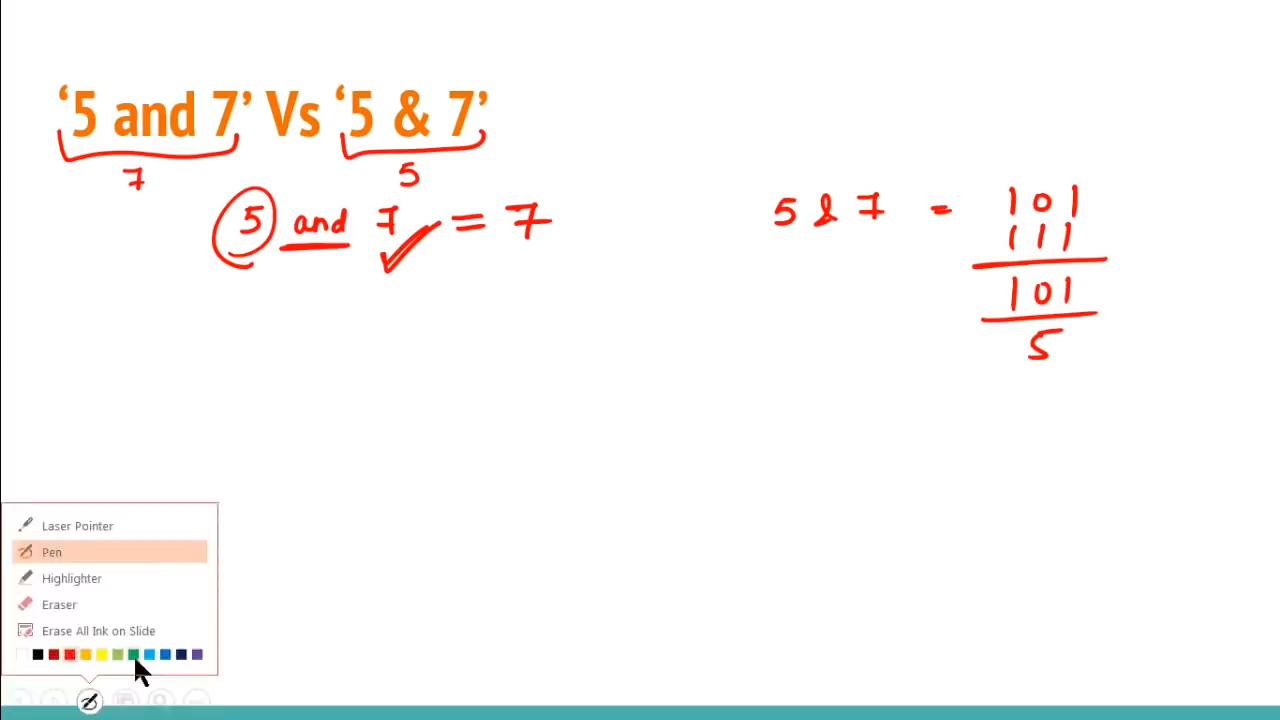 ‘5 and 7’ Vs ‘5 & 7’
7 5
5 and 7 = 7
5 & 7 = 101
111
101
5
Laser Pointer
Pen
Highlighter
Eraser
Erase All Ink on Slide